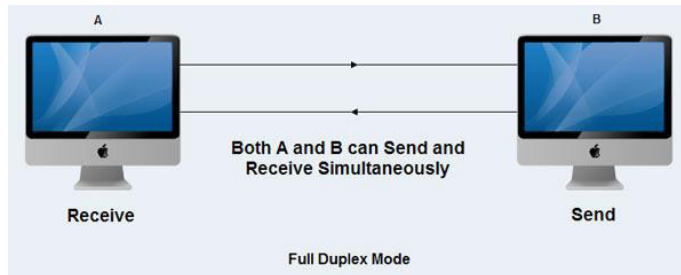 A
B
Both A and B can Send and
Receive Simultaneously
Receive
Send
Full Duplex Mode